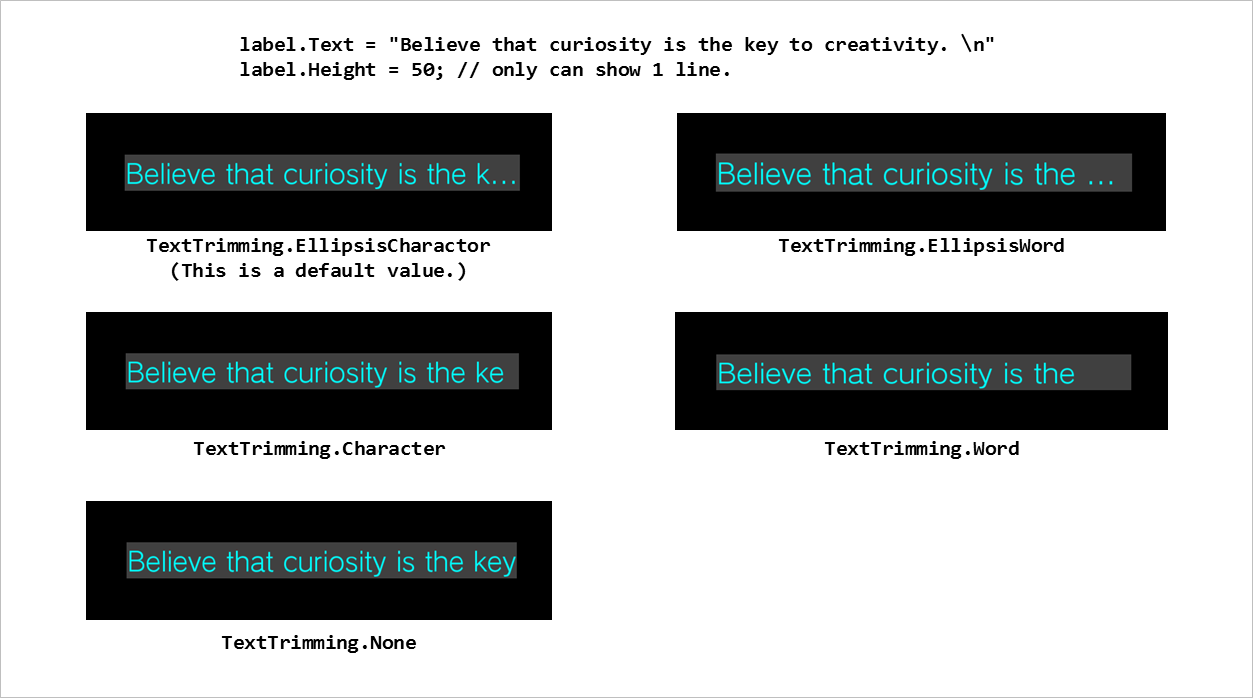 label.Text = "Believe that curiosity is the key to creativity. \n"
label.Height = 50; // only can show 1 line.
Believe that curiosity is the k...
TextTrimming.EllipsisCharactor
(This is a default value.)
Believe that curiosity is the ...
TextTrimming.EllipsisWord
Believe that curiosity is the ke
TextTrimming.Character
Believe that curiosity is the
TextTrimming.Word
Believe that curiosity is the key
TextTrimming.None